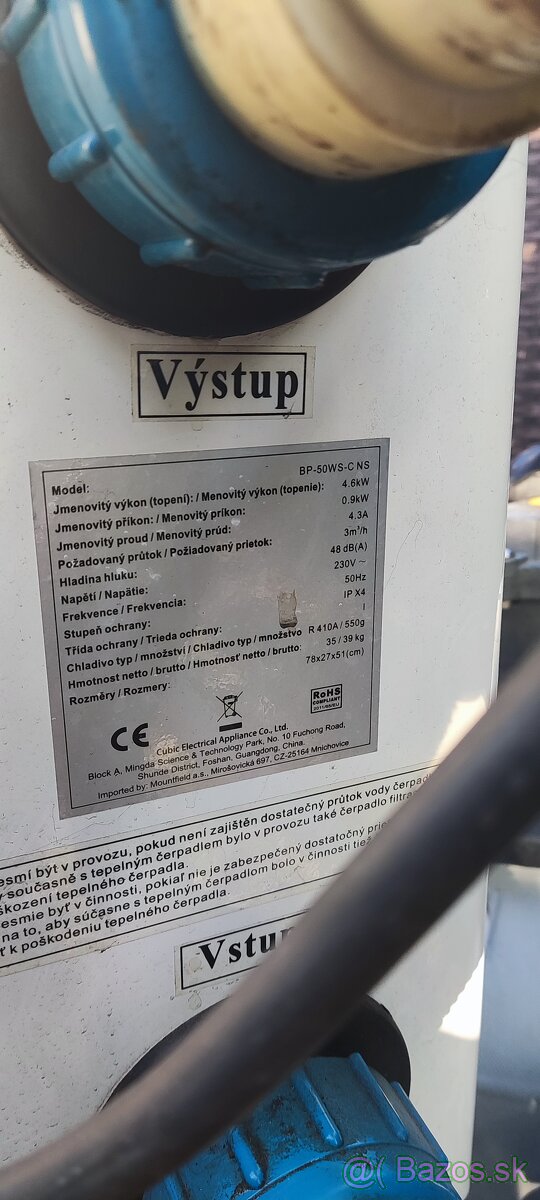 Výstup
Model: BP-50WS-C NS
Jmenovitý výkon (topení): / Menovitý výkon (topenie): 4.6kW
Jmenovitý příkon: / Menovitý príkon: 0.9kW
Jmenovitý proud / Menovitý prúd: 4.3A
Požadovaný průtok / Požiadovaný prietok: 3m³/h
Hladina hluku: 48 dB(A)
Napětí / Napätie: 230V ~
Frekvence / Frekvencia: 50Hz
Stupeň ochrany: IP X4
Třída ochrany / Trieda ochrany: I
Chladivo typ / množství / Chladivo typ / množstvo R 410A / 550g
Hmotnost netto / brutto / Hmotnosť netto / brutto: 35 / 39 kg
Rozměry / Rozmery: 78x27x51(cm)
CE
RoHS
COMPLIANT
2011/65/EU
Cubic Electrical Appliance Co., Ltd.
Block A, Mingda Science & Technology Park, No. 10 Fuchong Road,
Shunde District, Foshan, Guangdong, China.
Imported by: Mountfield a.s., Mirošovická 697, CZ-25164 Mnichovice
esmí být v provozu, pokud není zajištěn dostatečný průtok vody čerpad
současně s tepelným čerpadlem bylo v provozu také čerpadlo filtra
škození tepelného čerpadla.
esmie byť v činnosti, pokiaľ nie je zabezpečený dostatočný prie
na to, aby súčasne s tepelným čerpadlom bolo v činnosti tiež
ť k poškodeniu tepelného čerpadla.
Vstup
Bazos.sk